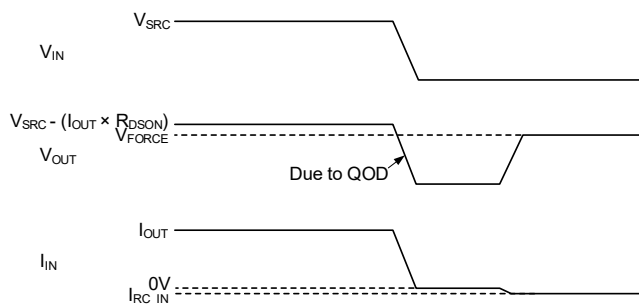 VSRC
VIN
VSRC - (IOUT × RDSON)
VFORCE
VOUT
Due to QOD
IOUT
IIN
0V
IRC_IN